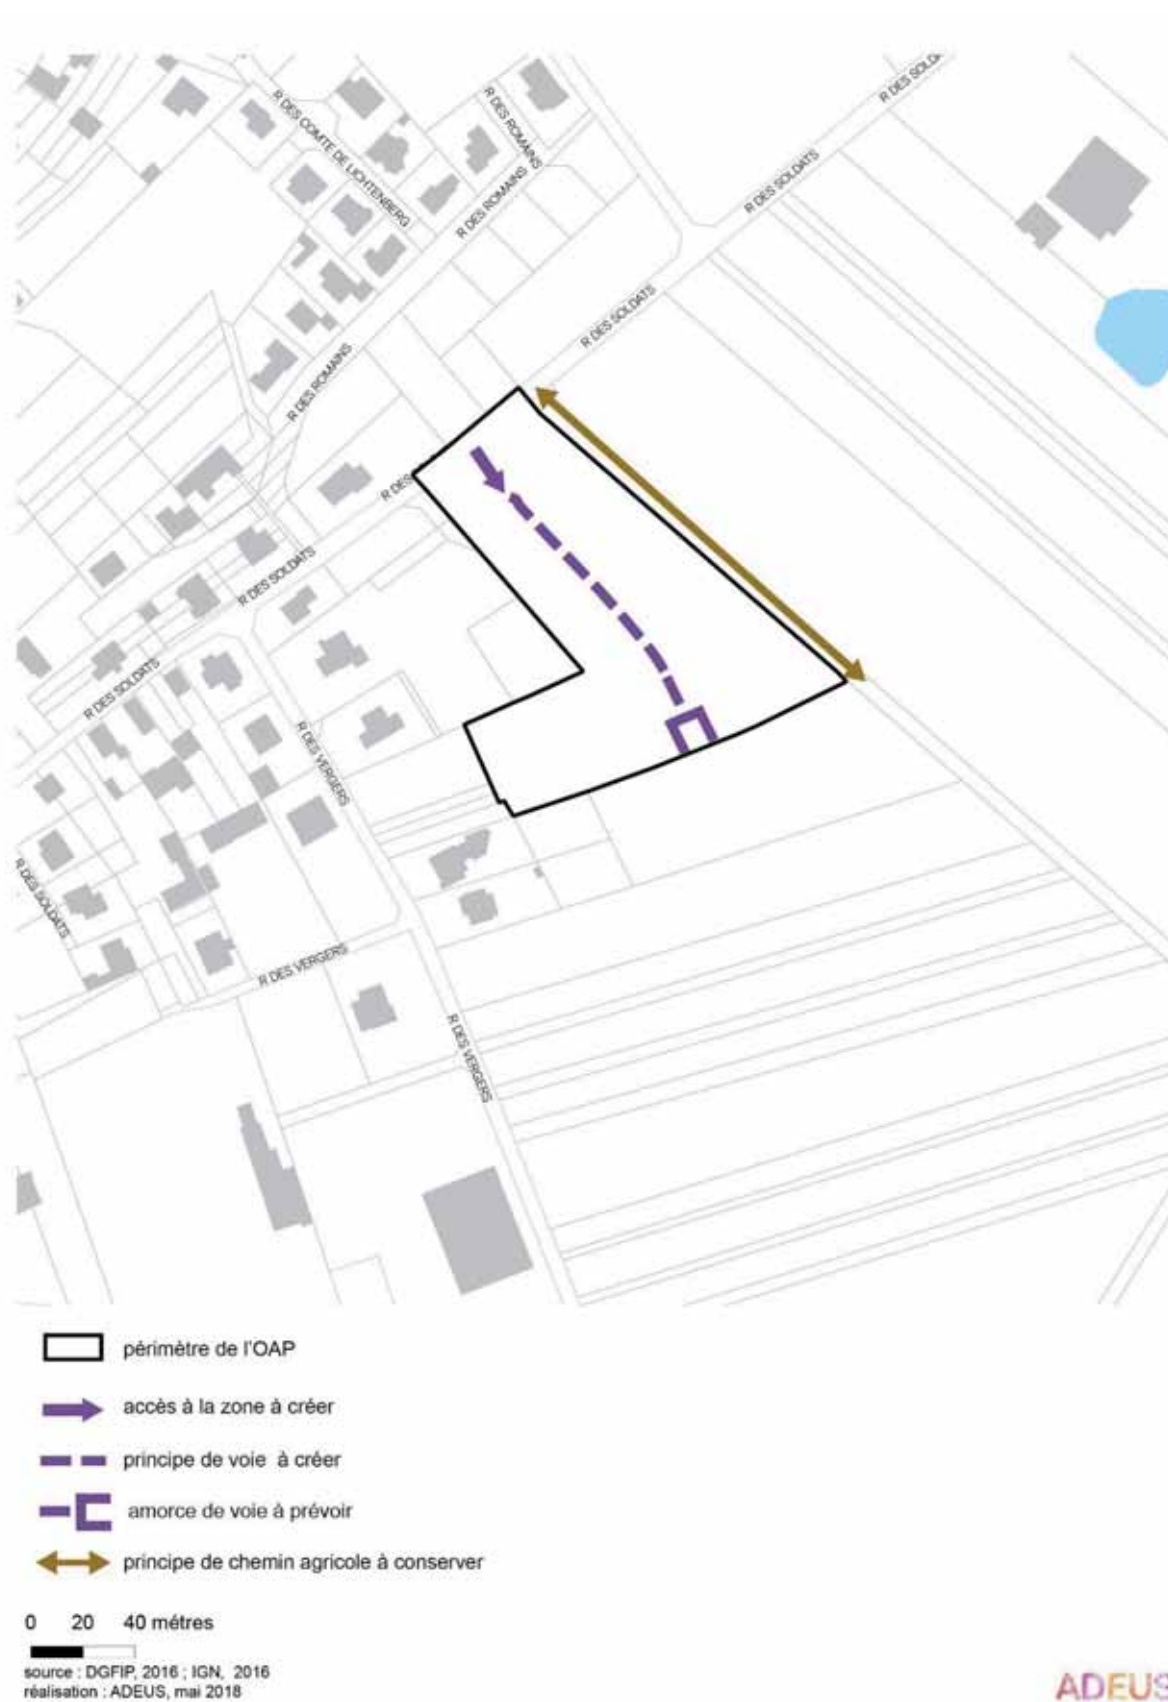 R DES SOLDA
R DES COMTE DE LICHTENBERG
R DES ROMAINS
R DES SOLDATS
R DES ROMAINS
R DES SOLDATS
R DES ROMAINS
R DES
R DES SOLDATS
R DES SOLDATS
R DES VERGERS
R DES SOLDATS
R DES VERGERS
R DES VERGERS
périmètre de l'OAP
accès à la zone à créer
principe de voie à créer
amorce de voie à prévoir
principe de chemin agricole à conserver
0 20 40 métres
source : DGFIP, 2016 ; IGN, 2016
réalisation : ADEUS, mai 2018
ADEUS